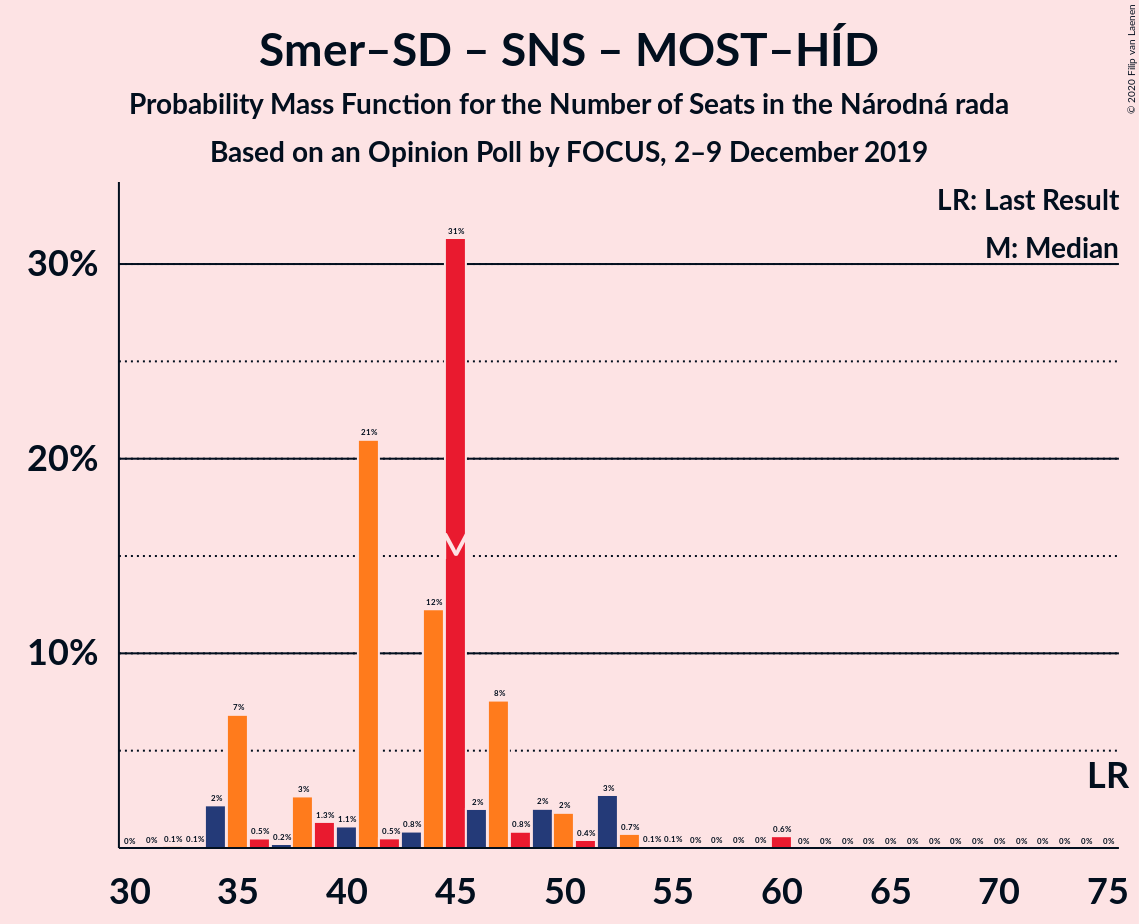 Smer–SD – SNS – MOST–HÍD
Probability Mass Function for the Number of Seats in the Národná rada
Based on an Opinion Poll by FOCUS, 2–9 December 2019
© 2020 Filip van Laenen
LR: Last Result
M: Median
30%
20%
10%
0% 0% 0.1% 0.1% 2% 7% 0.5% 0.2% 3% 1.3% 1.1% 21% 0.5% 0.8% 12% 31% 2% 8% 0.8% 2% 2% 0.4% 3% 0.7% 0.1% 0.1% 0% 0% 0% 0% 0.6% 0% 0% 0% 0% 0% 0% 0% 0% 0% 0% 0% 0% 0% 0% 0%
M
LR
30 35 40 45 50 55 60 65 70 75